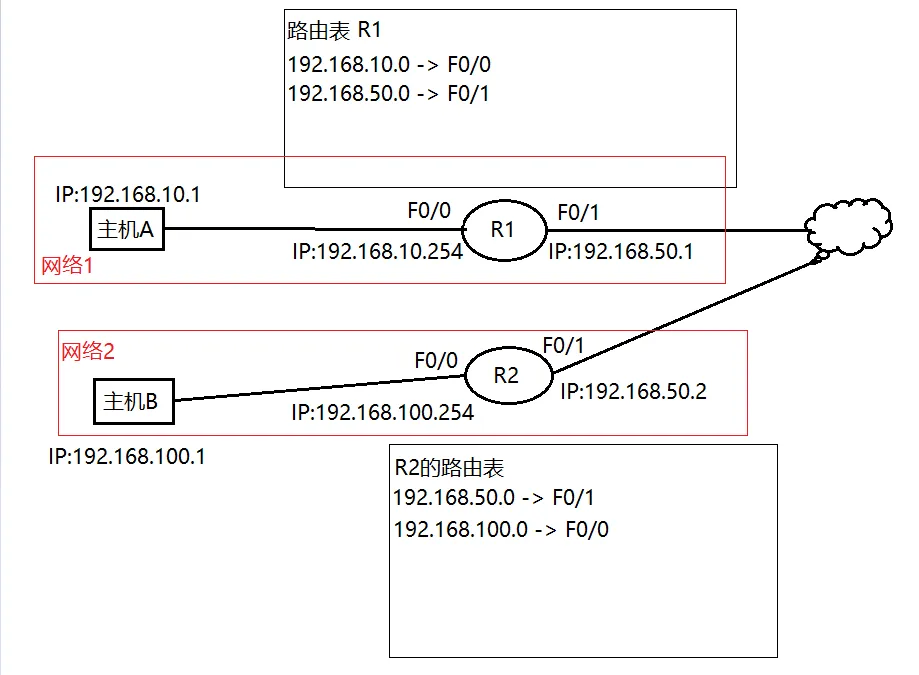 路由表 R1
192.168.10.0 -> F0/0
192.168.50.0 -> F0/1
IP:192.168.10.1
主机A
网络1
F0/0
R1
F0/1
IP:192.168.10.254
IP:192.168.50.1
网络2
主机B
IP:192.168.100.1
F0/0
R2
F0/1
IP:192.168.100.254
IP:192.168.50.2
R2的路由表
192.168.50.0 -> F0/1
192.168.100.0 -> F0/0